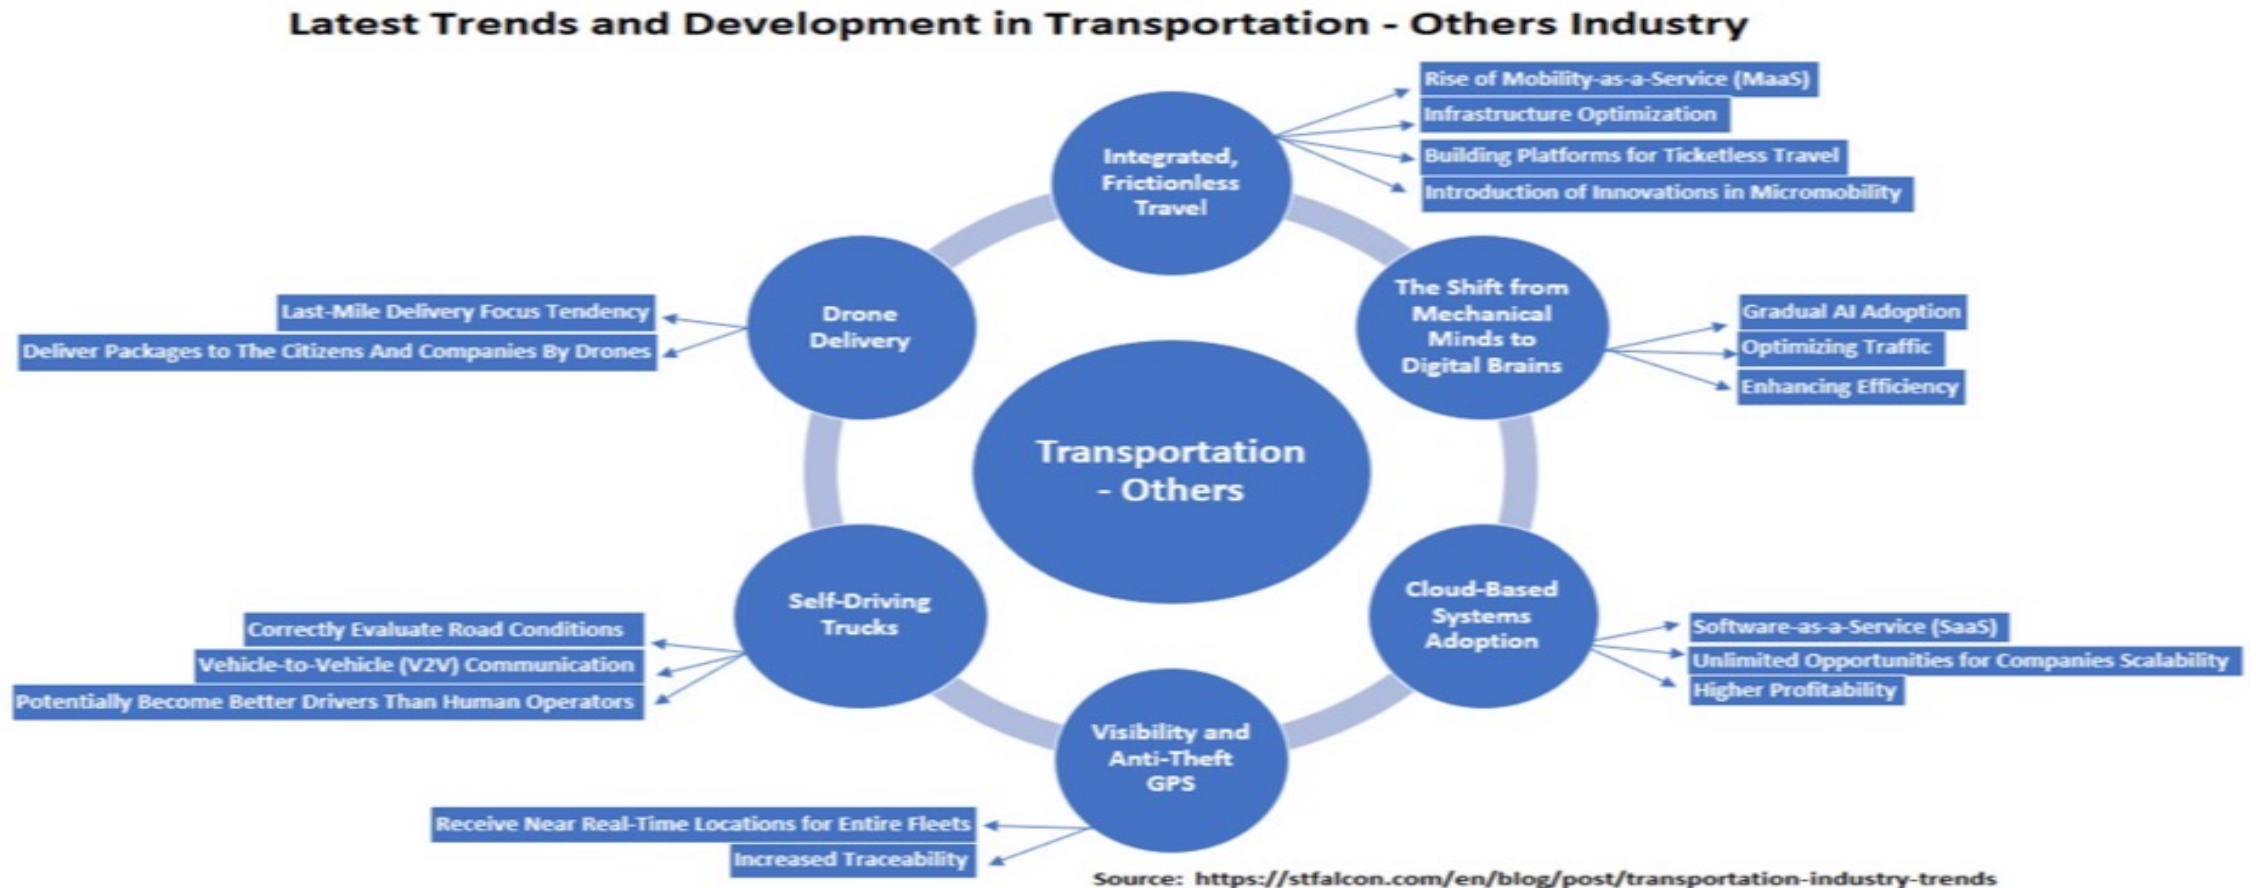 Latest Trends and Development in Transportation - Others Industry
Integrated,
Frictionless
Travel
Rise of Mobility-as-a-Service (MaaS)
Infrastructure Optimization
Building Platforms for Ticketless Travel
Introduction of Innovations in Micromobility
The Shift from
Mechanical
Minds to
Digital Brains
Gradual AI Adoption
Optimizing Traffic
Enhancing Efficiency
Cloud-Based
Systems
Adoption
Software-as-a-Service (SaaS)
Unlimited Opportunities for Companies Scalability
Higher Profitability
Visibility and
Anti-Theft
GPS
Receive Near Real-Time Locations for Entire Fleets
Increased Traceability
Self-Driving
Trucks
Correctly Evaluate Road Conditions
Vehicle-to-Vehicle (V2V) Communication
Potentially Become Better Drivers Than Human Operators
Drone
Delivery
Last-Mile Delivery Focus Tendency
Deliver Packages to The Citizens And Companies By Drones
Transportation
- Others
Source: https://stfalcon.com/en/blog/post/transportation-industry-trends